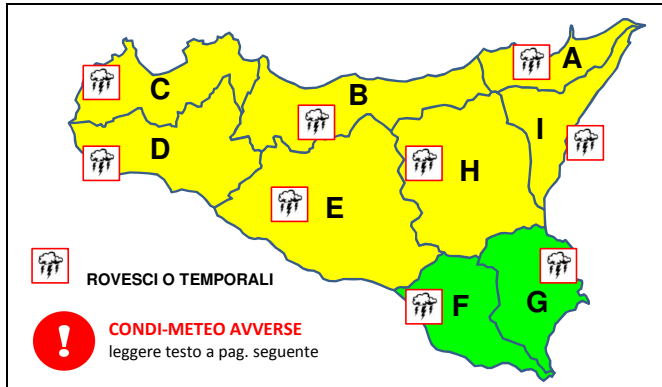 A
C
B
I
D
H
E
ROVESCI O TEMPORALI
F
G
CONDI-METEO AVVERSE
leggere testo a pag. seguente